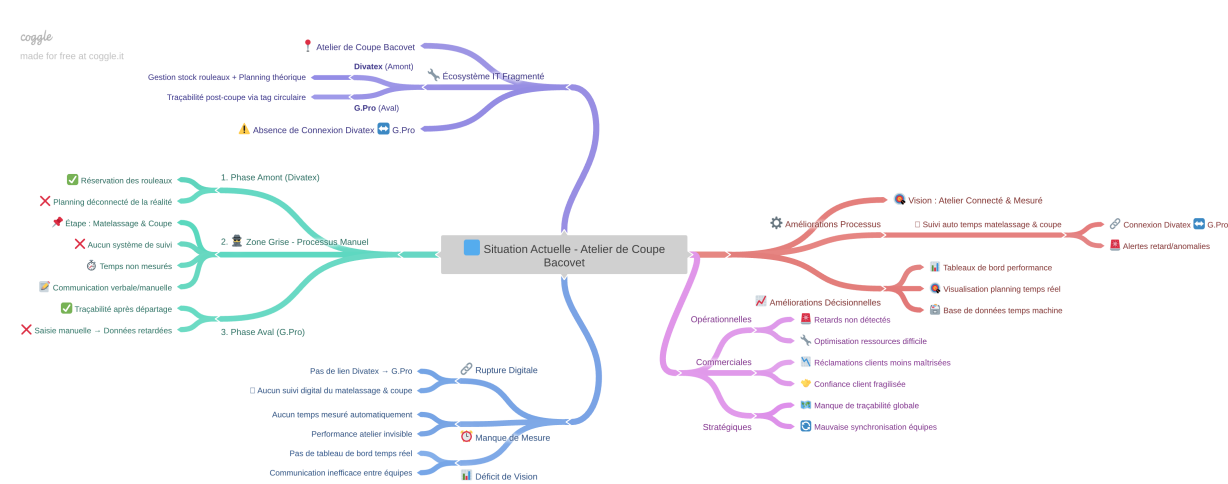 coggle
made for free at coggle.it
Atelier de Coupe Bacovet
Écosystème IT Fragmenté
Divatex (Amont)
Gestion stock rouleaux + Planning théorique
Traçabilité post-coupe via tag circulaire
G.Pro (Aval)
Absence de Connexion Divatex ↔ G.Pro
1. Phase Amont (Divatex)
Réservation des rouleaux
Planning déconnecté de la réalité
2. Zone Grise - Processus Manuel
Étape : Matelassage & Coupe
Aucun système de suivi
Temps non mesurés
Communication verbale/manuelle
Traçabilité après départage
Saisie manuelle → Données retardées
3. Phase Aval (G.Pro)
Situation Actuelle - Atelier de Coupe
Bacovet
Rupture Digitale
Pas de lien Divatex → G.Pro
Aucun suivi digital du matelassage & coupe
Aucun temps mesuré automatiquement
Performance atelier invisible
Manque de Mesure
Pas de tableau de bord temps réel
Communication inefficace entre équipes
Déficit de Vision
Vision : Atelier Connecté & Mesuré
Améliorations Processus
Suivi auto temps matelassage & coupe
Connexion Divatex ↔ G.Pro
Alertes retard/anomalies
Tableaux de bord performance
Visualisation planning temps réel
Base de données temps machine
Améliorations Décisionnelles
Opérationnelles
Retards non détectés
Optimisation ressources difficile
Commerciales
Réclamations clients moins maîtrisées
Confiance client fragilisée
Stratégiques
Manque de traçabilité globale
Mauvaise synchronisation équipes